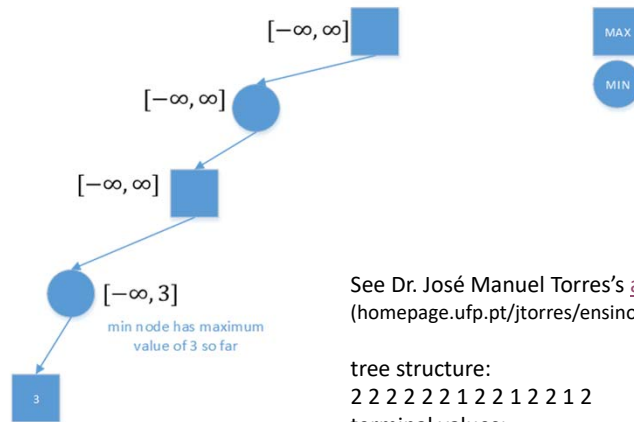 [−∞, ∞]
MAX
[−∞, ∞]
MIN
[−∞, ∞]
[−∞, 3]
min node has maximum
value of 3 so far
3
See Dr. José Manuel Torres's
(homepage.ufp.pt/jtorres/ensino
tree structure:
2 2 2 2 2 2 1 2 2 1 2 2 1 2
terminal values: